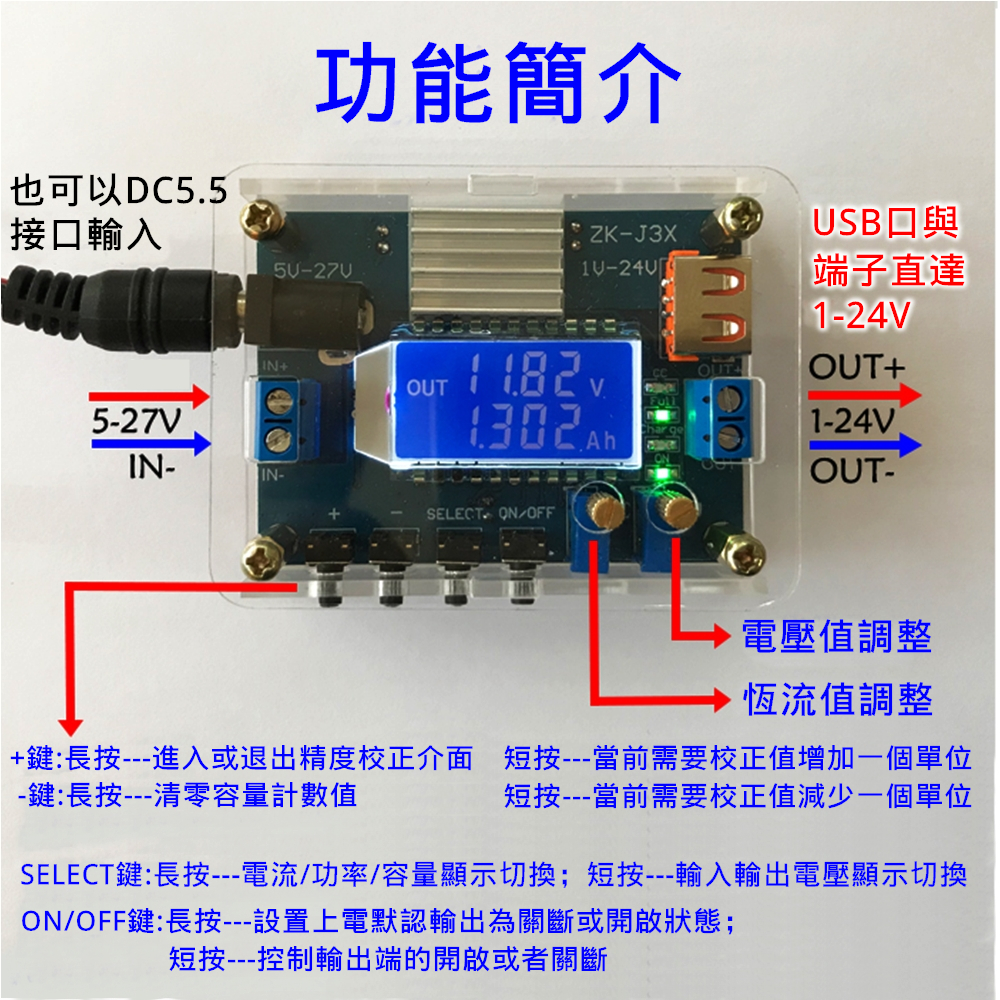 功能簡介
也可以DC5.5
接口輸入
USB口與
端子直達
1-24V
ZK-J3X
5V-27V
1V-24V
IN+
IN-
OUT 11.82 V
1.302 Ah
CC
Full
Charge
ON
OUT+
5-27V
IN-
OUT+
1-24V
OUT-
+
-
SELECT
ON/OFF
電壓值調整
恆流值調整
+鍵:長按---進入或退出精度校正介面 短按---當前需要校正值增加一個單位
-鍵:長按---清零容量計數值 短按---當前需要校正值減少一個單位
SELECT鍵:長按---電流/功率/容量顯示切換；短按---輸入輸出電壓顯示切換
ON/OFF鍵:長按---設置上電默認輸出為關斷或開啟狀態；
短按---控制輸出端的開啟或者關斷